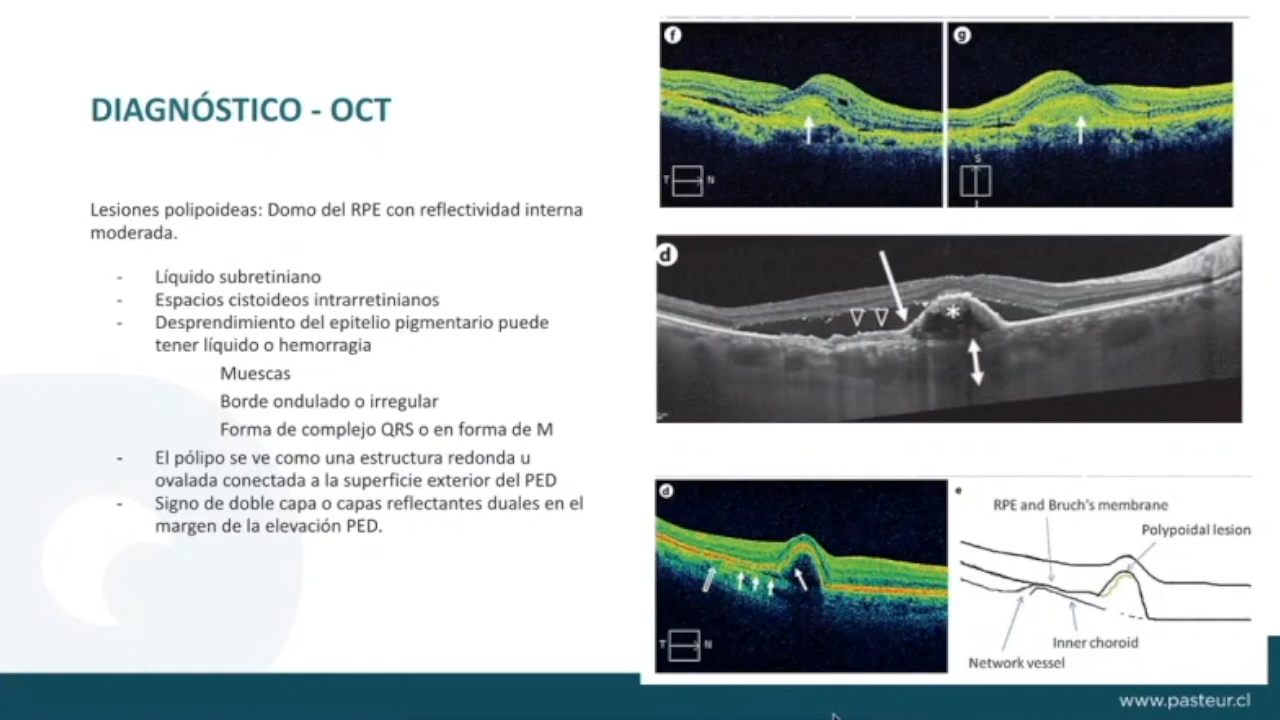 DIAGNÓSTICO - OCT
Lesiones polipoideas: Domo del RPE con reflectividad interna
moderada.
- Líquido subretiniano
- Espacios cistoideos intrarretinianos
- Desprendimiento del epitelio pigmentario puede
tener líquido o hemorragia
Muescas
Borde ondulado o irregular
Forma de complejo QRS o en forma de M
- El pólipo se ve como una estructura redonda u
ovalada conectada a la superficie exterior del PED
- Signo de doble capa o capas reflectantes duales en el
margen de la elevación PED.
f
T N
g
S
I
d
*
d
T N
e
RPE and Bruch's membrane
Polypoidal lesion
Inner choroid
Network vessel
www.pasteur.cl